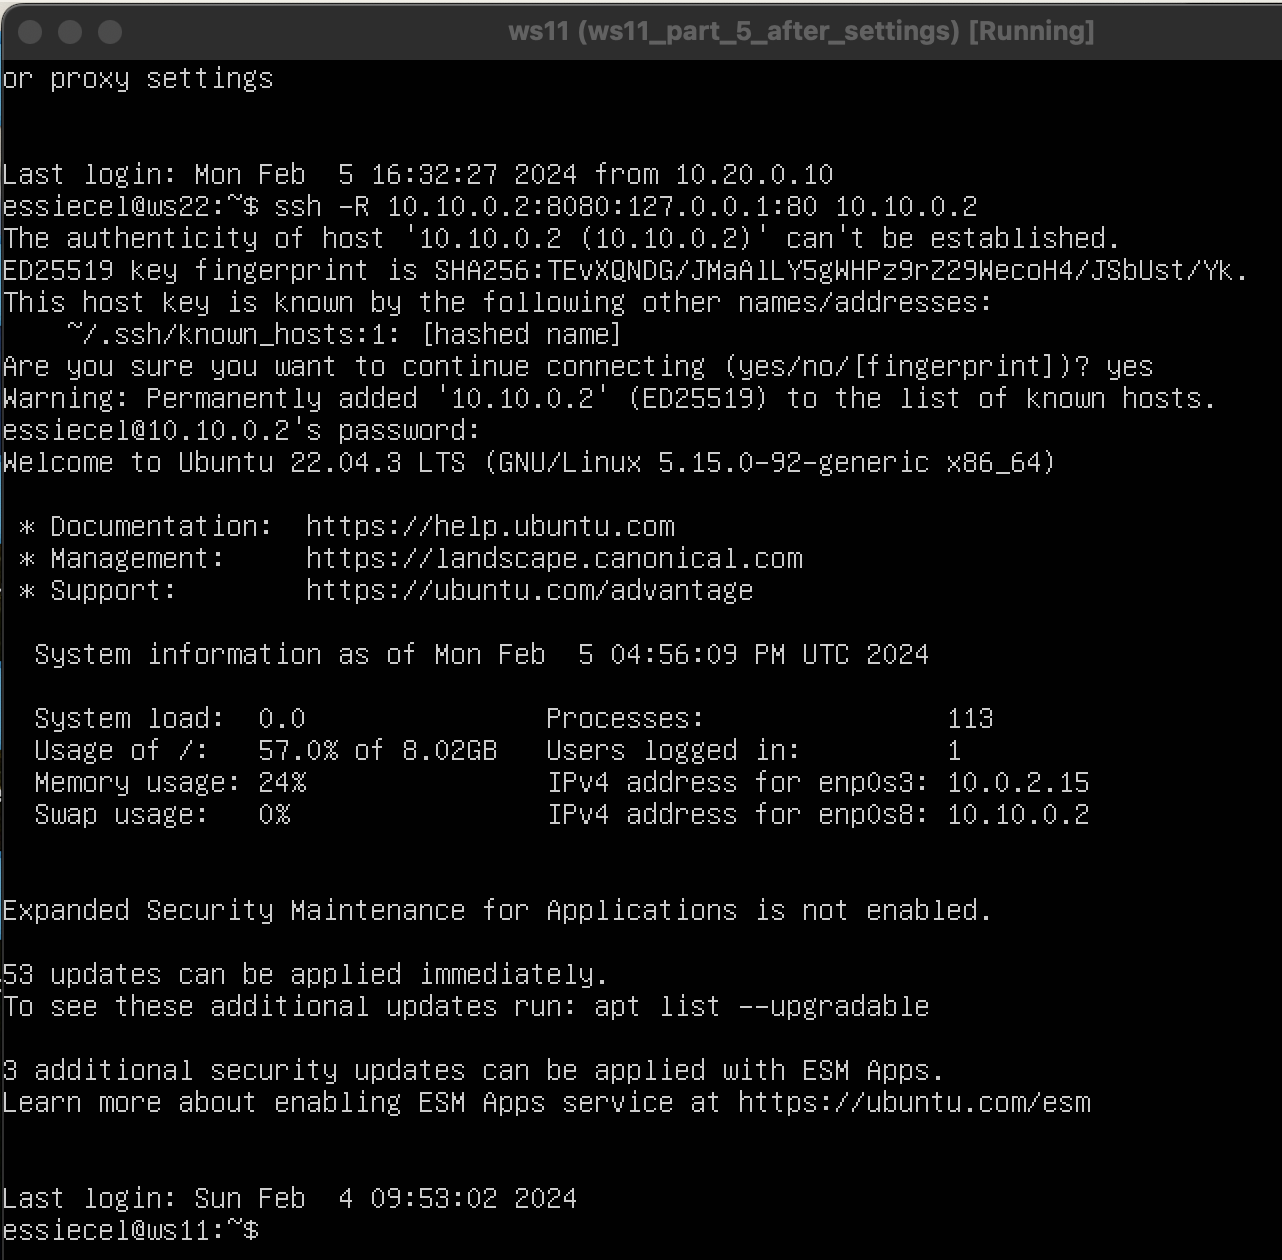 ws11 (ws11_part_5_after_settings) [Running]
or proxy settings
Last login: Mon Feb  5 16:32:27 2024 from 10.20.0.10
essiecel@ws22:~$ ssh -R 10.10.0.2:8080:127.0.0.1:80 10.10.0.2
The authenticity of host '10.10.0.2 (10.10.0.2)' can't be established.
ED25519 key fingerprint is SHA256:TEvXQNDG/JMaAlLY5gWHPz9rZ29WecoH4/JSbUst/Yk.
This host key is known by the following other names/addresses:
    ~/.ssh/known_hosts:1: [hashed name]
Are you sure you want to continue connecting (yes/no/[fingerprint])? yes
Warning: Permanently added '10.10.0.2' (ED25519) to the list of known hosts.
essiecel@10.10.0.2's password:
Welcome to Ubuntu 22.04.3 LTS (GNU/Linux 5.15.0-92-generic x86_64)
 * Documentation:  https://help.ubuntu.com
 * Management:     https://landscape.canonical.com
 * Support:        https://ubuntu.com/advantage
  System information as of Mon Feb  5 04:56:09 PM UTC 2024
  System load:  0.0               Processes:               113
  Usage of /:   57.0% of 8.02GB   Users logged in:         1
  Memory usage: 24%               IPv4 address for enp0s3: 10.0.2.15
  Swap usage:   0%                IPv4 address for enp0s8: 10.10.0.2
Expanded Security Maintenance for Applications is not enabled.
53 updates can be applied immediately.
To see these additional updates run: apt list --upgradable
3 additional security updates can be applied with ESM Apps.
Learn more about enabling ESM Apps service at https://ubuntu.com/esm
Last login: Sun Feb  4 09:53:02 2024
essiecel@ws11:~$